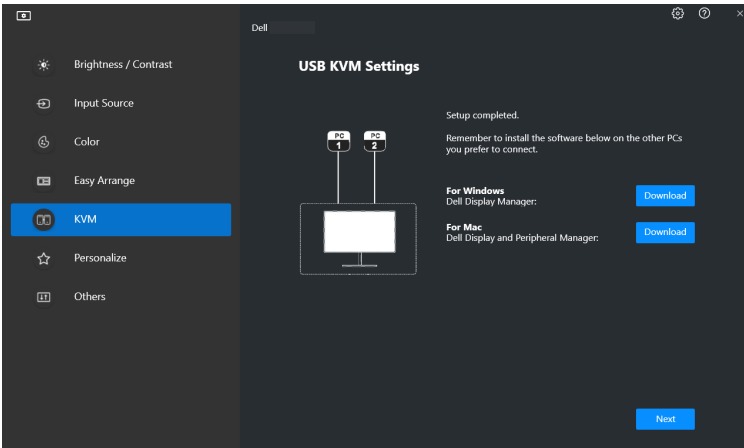 Dell
Brightness / Contrast
Input Source
Color
Easy Arrange
KVM
Personalize
Others
USB KVM Settings
PC
1
PC
2
Setup completed.
Remember to install the software below on the other PCs
you prefer to connect.
For Windows
Dell Display Manager:
Download
For Mac
Dell Display and Peripheral Manager:
Download
Next